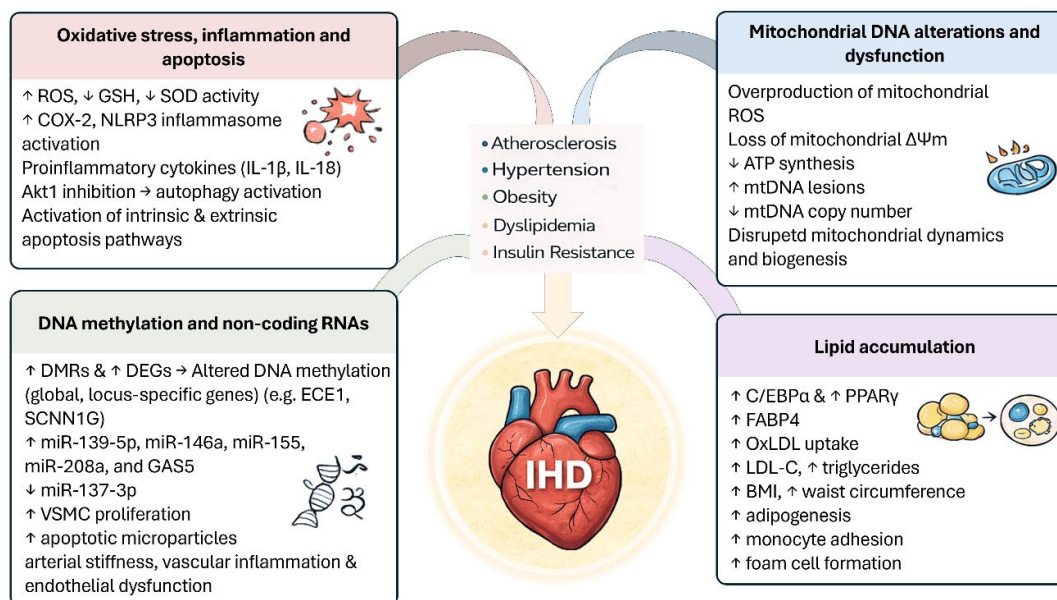 Oxidative stress, inflammation and
apoptosis
↑ ROS, ↓ GSH, ↓ SOD activity
↑ COX-2, NLRP3 inflammasome
activation
Proinflammatory cytokines (IL-1β, IL-18)
Akt1 inhibition → autophagy activation
Activation of intrinsic & extrinsic
apoptosis pathways
Mitochondrial DNA alterations and
dysfunction
Overproduction of mitochondrial
ROS
Loss of mitochondrial ΔΨm
↓ ATP synthesis
↑ mtDNA lesions
↓ mtDNA copy number
Disrupetd mitochondrial dynamics
and biogenesis
• Atherosclerosis
• Hypertension
• Obesity
• Dyslipidemia
• Insulin Resistance
DNA methylation and non-coding RNAs
↑ DMRs & ↑ DEGs → Altered DNA methylation
(global, locus-specific genes) (e.g. ECE1,
SCNN1G)
↑ miR-139-5p, miR-146a, miR-155,
miR-208a, and GAS5
↓ miR-137-3p
↑ VSMC proliferation
↑ apoptotic microparticles
arterial stiffness, vascular inflammation &
endothelial dysfunction
IHD
Lipid accumulation
↑ C/EBPα & ↑ PPARγ
↑ FABP4
↑ OxLDL uptake
↑ LDL-C, ↑ triglycerides
↑ BMI, ↑ waist circumference
↑ adipogenesis
↑ monocyte adhesion
↑ foam cell formation